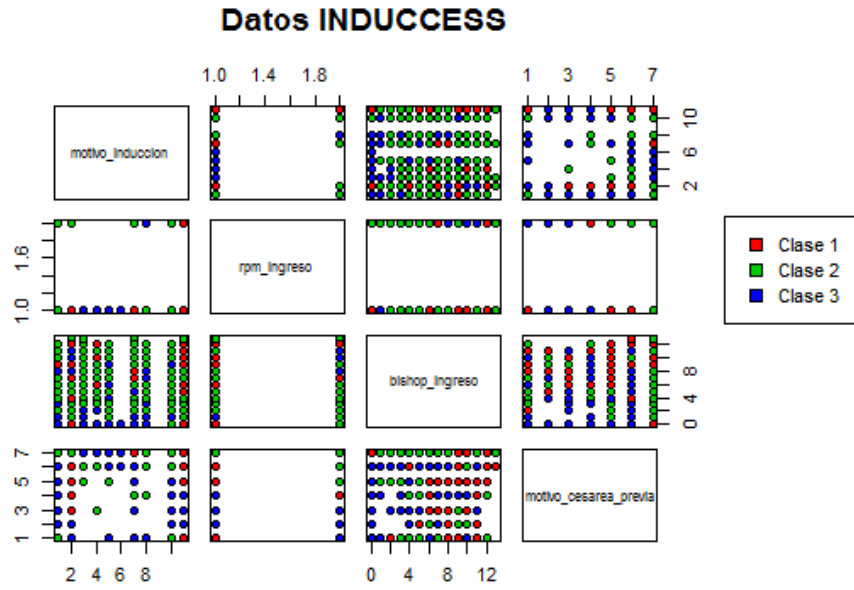 Datos INDUCCESS
1.0 1.4 1.8
1 3 5 7
motivo_induccion
2 6 10
1.0 1.6
rpm_ingreso
Clase 1
Clase 2
Clase 3
bishop_ingreso
0 4 8
1 3 5 7
motivo_cesarea_previa
2 4 6 8
0 4 8 12